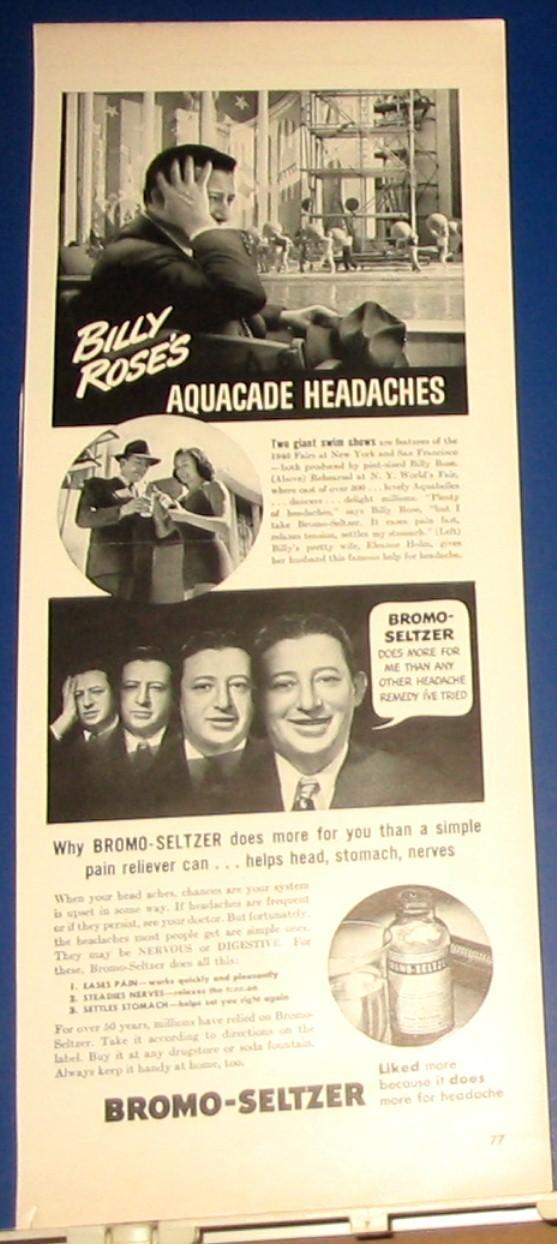 BILLY
ROSE'S
AQUACADE HEADACHES
Two giant swim shows are features of the
1940 Fairs at New York and San Francisco
—both produced by pint-sized Billy Rose.
(Above) Rehearsal at N. Y. World's Fair,
where cast of over 500 . . . lovely Aquabelles
. . . dancers . . . delight millions. "Plenty
of headaches," says Billy Rose, "but I
take Bromo-Seltzer. It eases pain fast,
relaxes tension, settles my stomach." (Left)
Billy's pretty wife, Eleanor Holm, gives
her husband this famous help for headache.
BROMO-
SELTZER
DOES MORE FOR
ME THAN ANY
OTHER HEADACHE
REMEDY I'VE TRIED
Why BROMO-SELTZER does more for you than a simple
pain reliever can . . . helps head, stomach, nerves
When your head aches, chances are your system
is upset in some way. If headaches are frequent
or if they persist, see your doctor. But fortunately,
the headaches most people get are simple ones.
They may be NERVOUS or DIGESTIVE. For
these, Bromo-Seltzer does all this:
1. EASES PAIN—works quickly and pleasantly
2. STEADIES NERVES—relaxes the tension
3. SETTLES STOMACH—helps set you right again
For over 50 years, millions have relied on Bromo-
Seltzer. Take it according to directions on the
label. Buy it at any drugstore or soda fountain.
Always keep it handy at home, too.
BROMO-SELTZER
BROMO-SELTZER
Liked more
because it does
more for headache
77